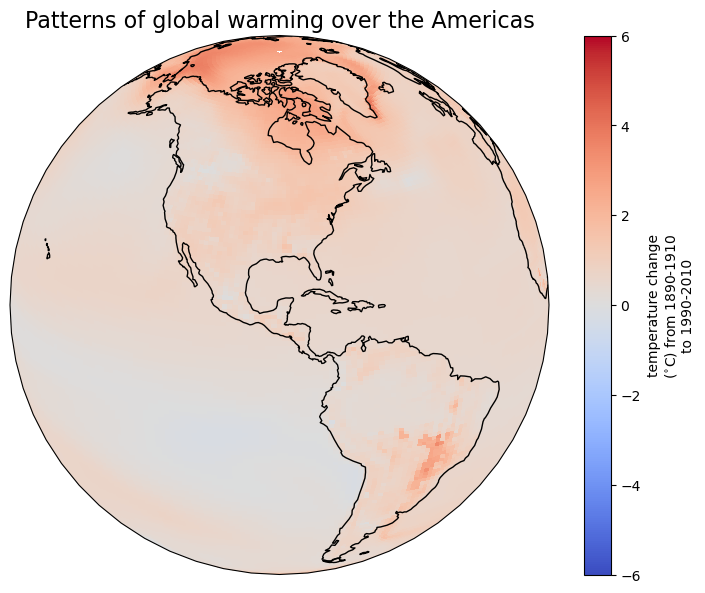 Patterns of global warming over the Americas
6
4
2
0
−2
−4
−6
temperature change
(°C) from 1890-1910
to 1990-2010